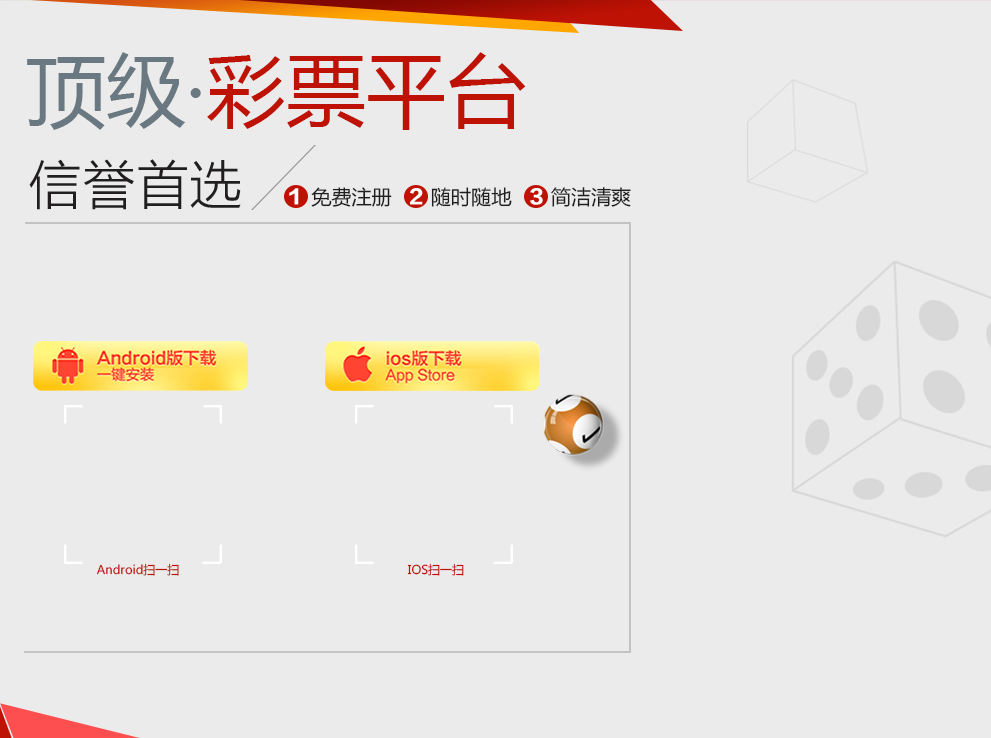 顶级·彩票平台
信誉首选
1 免费注册 2 随时随地 3 简洁清爽
Android版下载
一键安装
ios版下载
App Store
Android扫一扫
IOS扫一扫